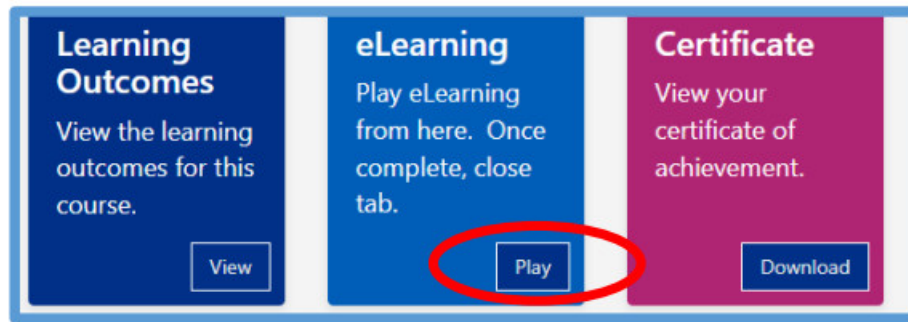 Learning
Outcomes
View the learning
outcomes for this
course.
View
eLearning
Play eLearning
from here. Once
complete, close
tab.
Play
Certificate
View your
certificate of
achievement.
Download